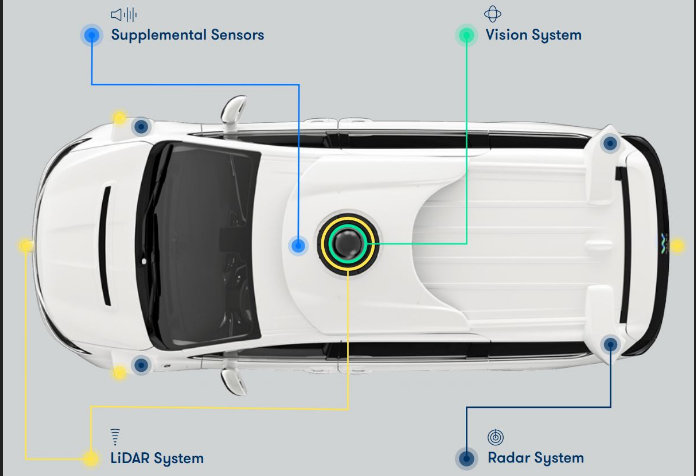 Supplemental Sensors
Vision System
LiDAR System
Radar System